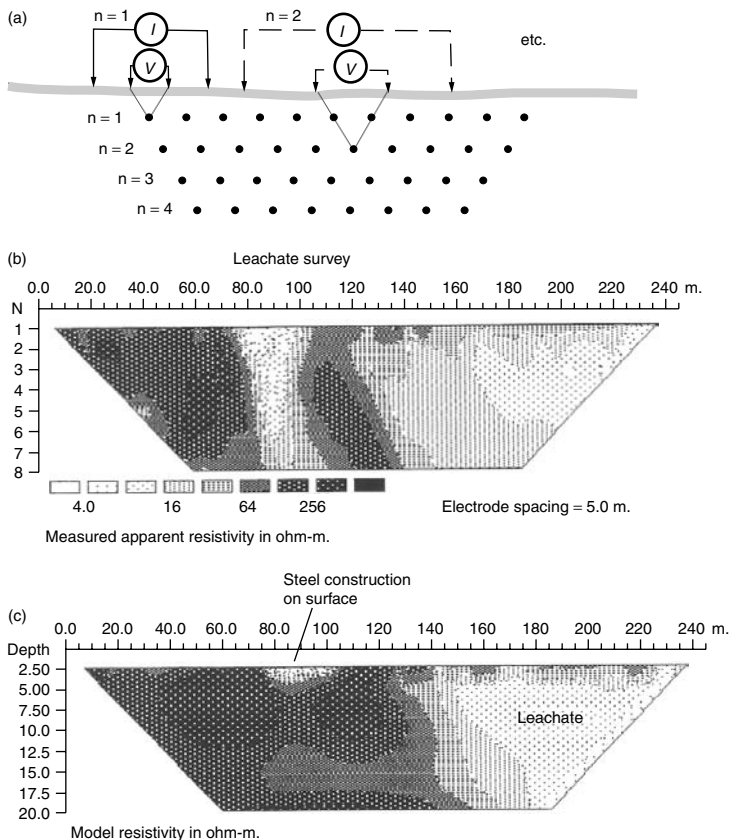 (a)
n = 1 I n = 2 I etc.
V V
n = 1
n = 2
n = 3
n = 4
(b)
Leachate survey
0.0 20.0 40.0 60.0 80.0 100 120 140 160 180 200 220 240 m.
N
1
2
3
4
5
6
7
8
4.0 16 64 256 Electrode spacing = 5.0 m.
Measured apparent resistivity in ohm-m.
Steel construction
on surface
(c)
0.0 20.0 40.0 60.0 80.0 100 120 140 160 180 200 220 240 m.
Depth
2.50
5.00
7.50 Leachate
10.0
12.5
15.0
17.5
20.0
Model resistivity in ohm-m.